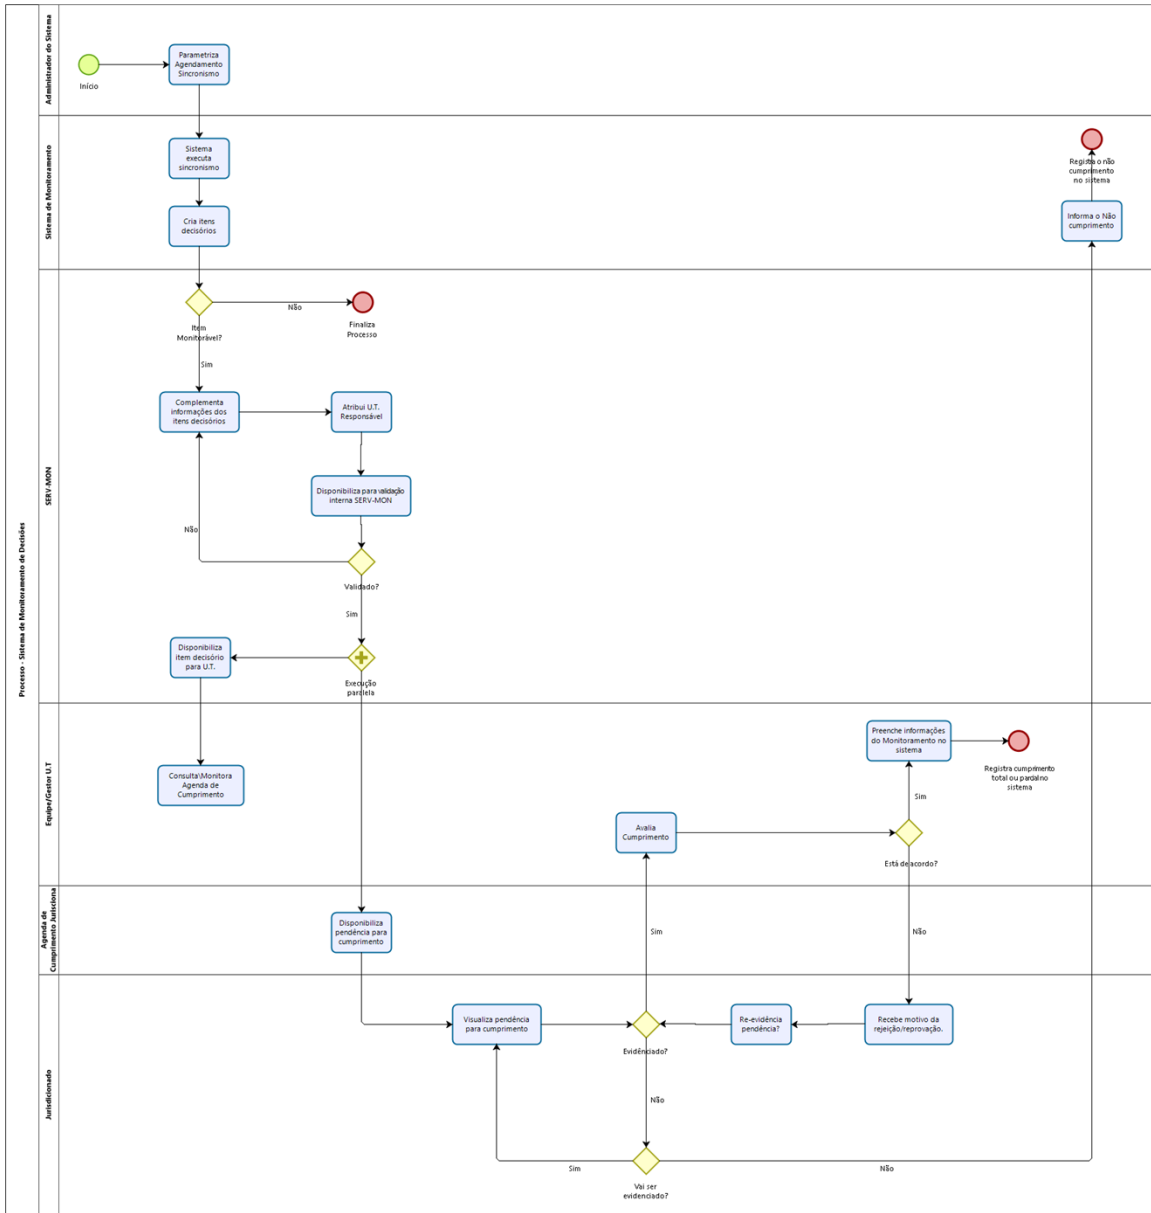 Processo - Sistema de Monitoramento de Decisões
Administrador do Sistema
Início
Parametriza
Agendamento
Sincronismo
Sistema de Monitoramento
Sistema
executa
sincronismo
Cria itens
decisórios
Registra o não
cumprimento
no sistema
Informa o Não
cumprimento
SERV-MON
Item
Monitorável?
Não
Finaliza
Processo
Sim
Complementa
informações dos
itens decisórios
Atribui U.T.
Responsável
Disponibiliza para validação
interna SERV-MON
Não
Validado?
Sim
Disponibiliza
item decisório
para U.T.
Execução
paralela
Equipe/Gestor U.T
Consulta\Monitora
Agenda de
Cumprimento
Preenche informações
do Monitoramento no
sistema
Registra cumprimento
total ou parcial no
sistema
Sim
Avalia
Cumprimento
Está de acordo?
Agenda de
Cumprimento Jurisciona
Disponibiliza
pendência para
cumprimento
Sim
Não
Jurisdicionado
Visualiza pendência
para cumprimento
Evidênciado?
Re-evidência
pendência?
Recebe motivo da
rejeição/reprovação.
Não
Sim
Vai ser
evidenciado?
Não